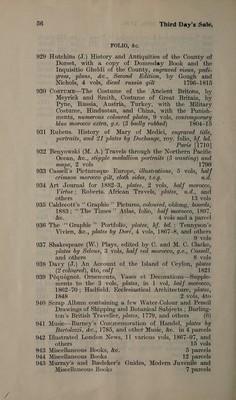 56 Third Day's Sale,
FOLIO, &c.
929 Hutchins (J.) History and Antiquities of the County of
Dorset, with a copy of Domesday Book and the
Inquisitio Gheldi of the County, engraved views, pedi-
grees, plans, &c., Second Edition, by Gough and
Nichols, 4 vols, diced russia gilt 1796-1815
930 COSTUME—The Costume of the Ancient Britons, by
Meyrick and Smith, Costume of Great Britain, by
Pyne, Russia, Austria, Turkey, with the Military
Costume, Hindustan, and China, with the Punish-
ments, numerous coloured plates, 9 vols, contemporary
blue morocco extra, g.e. (3 badly rubbed) 1804-15
931 Rubens. History of Mary of Medici, engraved title,
portraits, and 21 plates by Duchange, roy. folio, hf. bd.
Paris [1710]
932 Benyowski (M. A.) Travels through the Northern Pacific
Ocean, &c., stipple medallion portraits (3 wanting) and
maps, 2 vols 1790
933 Cassell's Picturesque Europe, illustrations, 5 vols, half
crimson morocco gilt, cloth sides, t.e.g. n.d.
934 Art Journal for 1882-3, plates, 2 vols, half morocco,
Virtue; Roberts. African Travels, plates, n.d., and
others 13 vols
935 Caldecott's "Graphic" Pictures, coloured, oblong, boards,
1883; "The Times" Atlas, folio, half morocco, 1897,
&c. 4 vols and a parcel
936 The "Graphic" Portfolio, plates, hf. bd.; Tennyson's
Vivien, &c., plates by Doré, 4 vols, 1867-8, and others
9 vols
937 Shakspeare (W.) Plays, edited by C. and M. C. Clarke,
plates by Selous, 3 vols, half red morocco, g.e., Cassell,
and others 18 vols
938 Davy (J.) An Account of the Island of Ceylon, plates
(2 coloured), 4to, calf 1821
939 Péquégnot. Ornements, Vases et Decorations—Supple-
ments to the 3 vols, plates, in 1 vol, half morocco,
1862-70; Hadfield. Ecclesiastical Architecture, plates,
1848 2 vols, 4to
940 Scrap Album containing a few Water-Colour and Pencil
Drawings of Shipping and Botanical Subjects; Burling-
ton's British Traveller, plates, 1779, and others (6)
941 Music—Burney's Commemoration of Handel, plates by
Bartolozzi, &c., 1785, and other Music, &c. in 4 parcels
942 Illustrated London News, 11 various vols, 1867-97, and
others 15 vols
943 Miscellaneous Books, &c. 5 parcels
944 Miscellaneous Books 12 parcels
945 Murray's and Baedeker's Guides, Modern Juvenile and
Miscellaneous Books 7 parcels